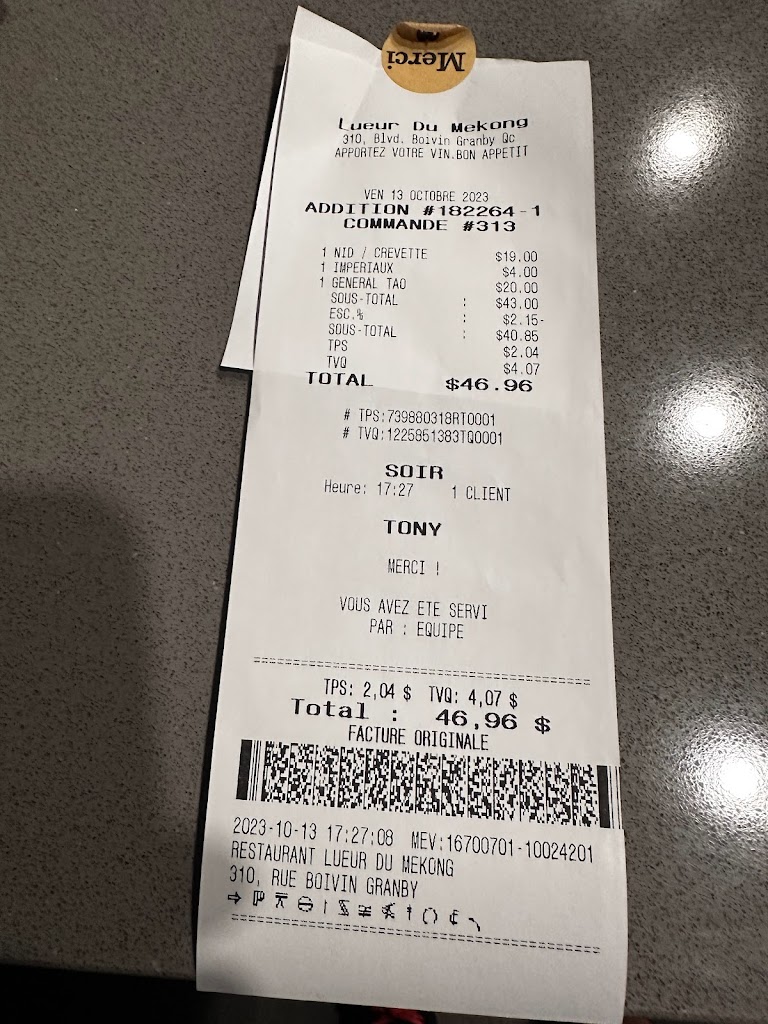 Merci
Lueur Du Mekong
310, Blvd. Boivin Granby Qc
APPORTEZ VOTRE VIN.BON APPETIT
VEN 13 OCTOBRE 2023
ADDITION #182264-1
COMMANDE #313
1 NID / CREVETTE $19.00
1 IMPERIAUX $4.00
1 GENERAL TAO $20.00
SOUS-TOTAL : $43.00
ESC.% : $2.15-
SOUS-TOTAL : $40.85
TPS $2.04
TVQ $4.07
TOTAL $46.96
# TPS:739880318RT0001
# TVQ:1225851383TQ0001
SOIR
Heure: 17:27 1 CLIENT
TONY
MERCI !
VOUS AVEZ ETE SERVI
PAR : EQUIPE
TPS: 2,04 $ TVQ: 4,07 $
Total : 46,96 $
FACTURE ORIGINALE
2023-10-13 17:27:08 MEV:16700701-10024201
RESTAURANT LUEUR DU MEKONG
310, RUE BOIVIN GRANBY